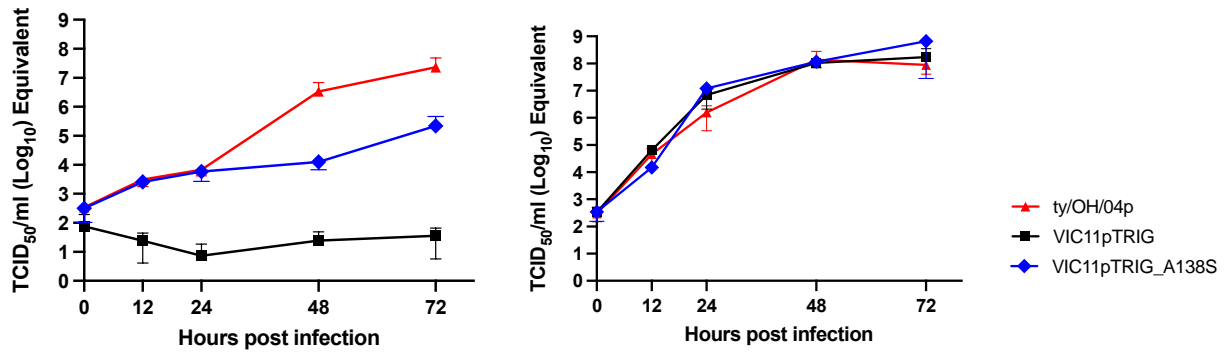 TCID50/ml (Log10) Equivalent
9
8
7
6
5
4
3
2
1
0
0 12 24 48 72
Hours post infection
TCID50/ml (Log10) Equivalent
9
8
7
6
5
4
3
2
1
0
0 12 24 48 72
Hours post infection
ty/OH/04p
VIC11pTRIG
VIC11pTRIG_A138S